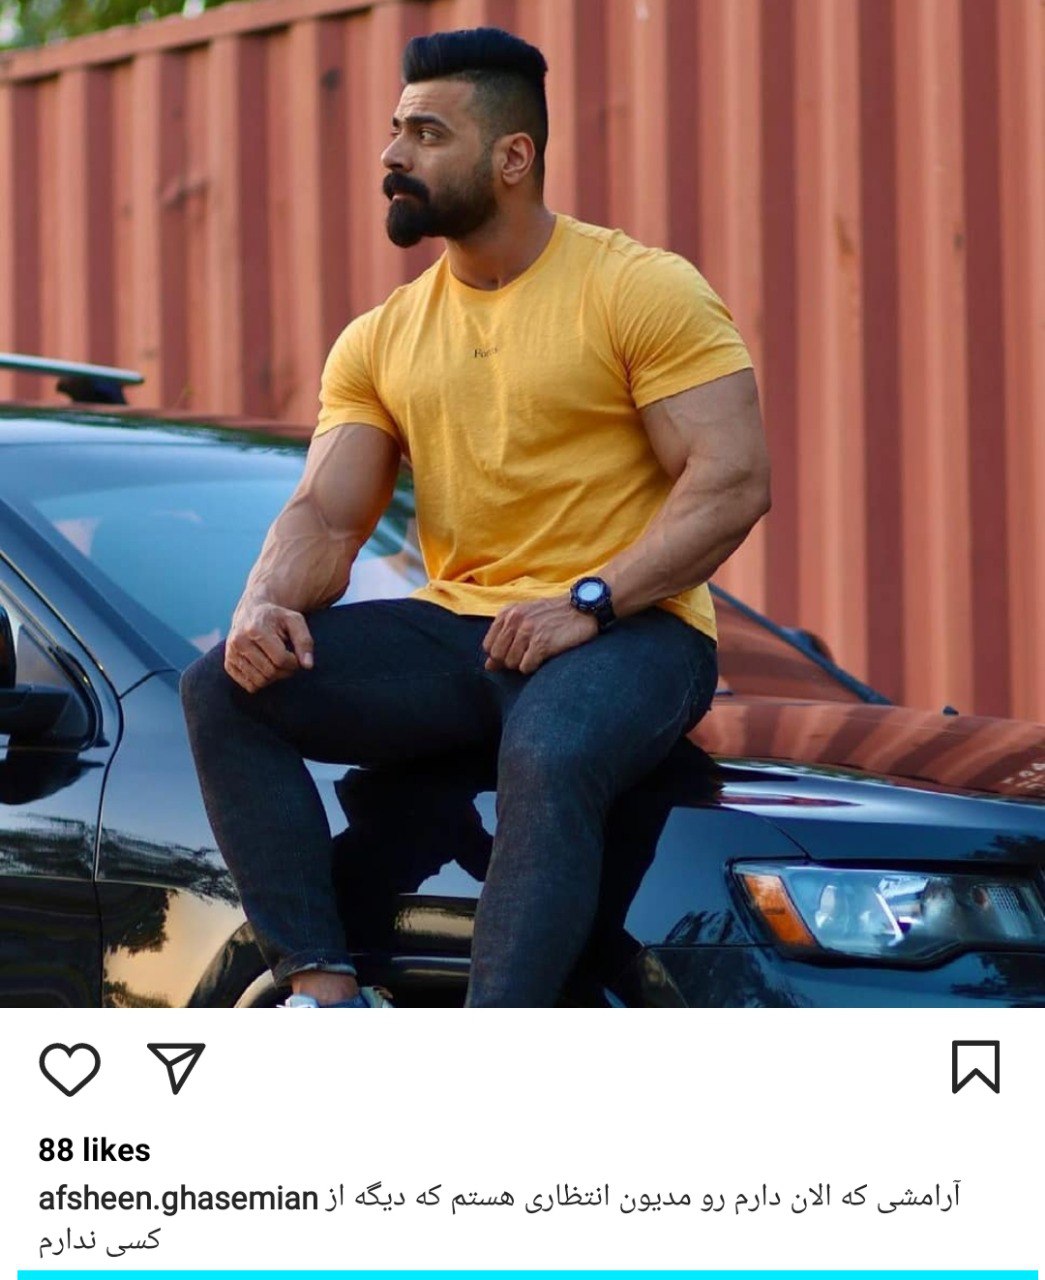 88 likes
afsheen.ghasemian آرامشی که الان دارم رو مدیون انتظاری هستم که دیگه از
کسی ندارم